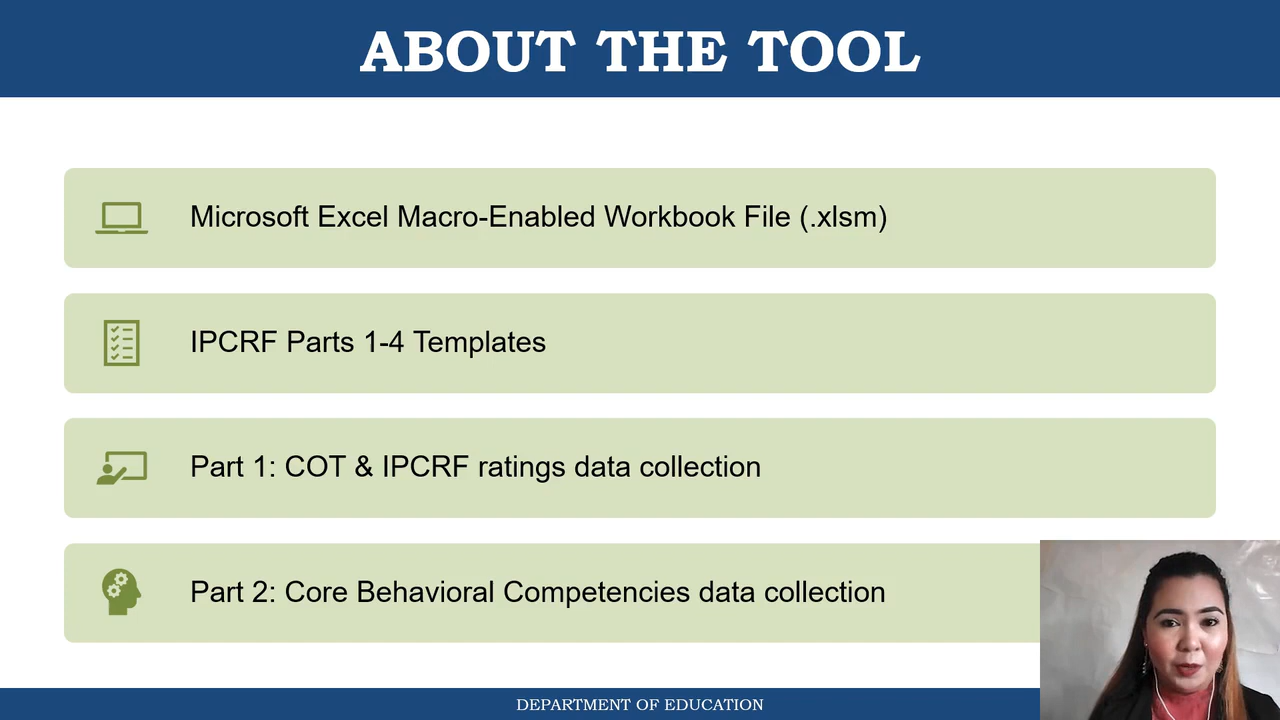 ABOUT THE TOOL
Microsoft Excel Macro-Enabled Workbook File (.xlsm)
IPCRF Parts 1-4 Templates
Part 1: COT & IPCRF ratings data collection
Part 2: Core Behavioral Competencies data collection
DEPARTMENT OF EDUCATION